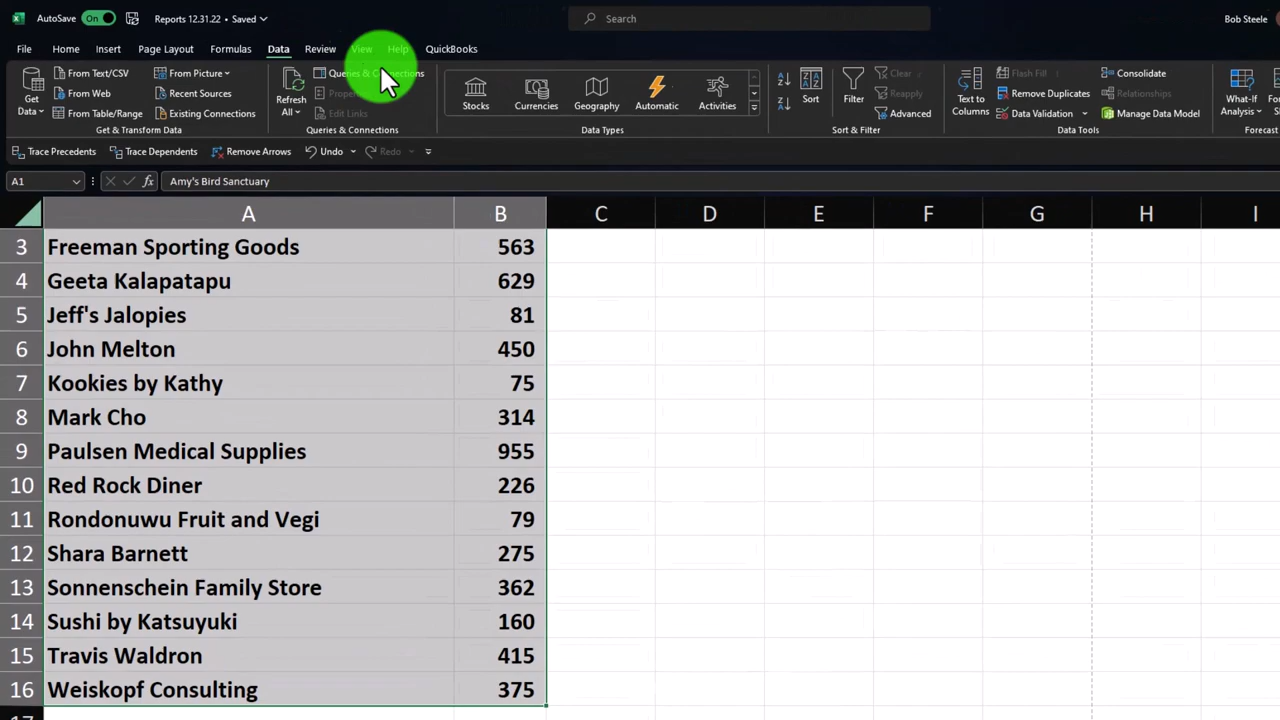 AutoSave On Reports 12.31.22 • Saved Search Bob Steele
File Home Insert Page Layout Formulas Data Review View Help QuickBooks
Get Data
From Text/CSV
From Web
From Table/Range
From Picture
Recent Sources
Existing Connections
Get & Transform Data
Refresh All
Queries & Connections
Edit Links
Queries & Connections
Stocks
Currencies
Geography
Automatic
Activities
Data Types
Sort
Filter
Clear
Reapply
Advanced
Sort & Filter
Text to Columns
Flash Fill
Remove Duplicates
Data Validation
Consolidate
Relationships
Manage Data Model
Data Tools
What-If Analysis
Forecast
Trace Precedents Trace Dependents Remove Arrows Undo Redo
A1 fx Amy's Bird Sanctuary
A B C D E F G H I
3 Freeman Sporting Goods 563
4 Geeta Kalapatapu 629
5 Jeff's Jalopies 81
6 John Melton 450
7 Kookies by Kathy 75
8 Mark Cho 314
9 Paulsen Medical Supplies 955
10 Red Rock Diner 226
11 Rondonuwu Fruit and Vegi 79
12 Shara Barnett 275
13 Sonnenschein Family Store 362
14 Sushi by Katsuyuki 160
15 Travis Waldron 415
16 Weiskopf Consulting 375